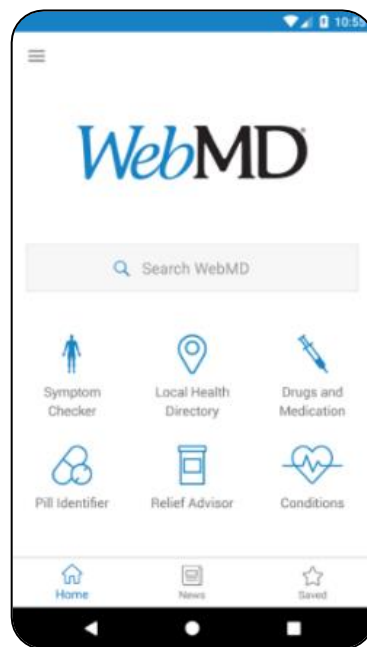 10:55
WebMD
Search WebMD
Symptom
Checker
Local Health
Directory
Drugs and
Medication
Pill Identifier
Relief Advisor
Conditions
Home
News
Saved